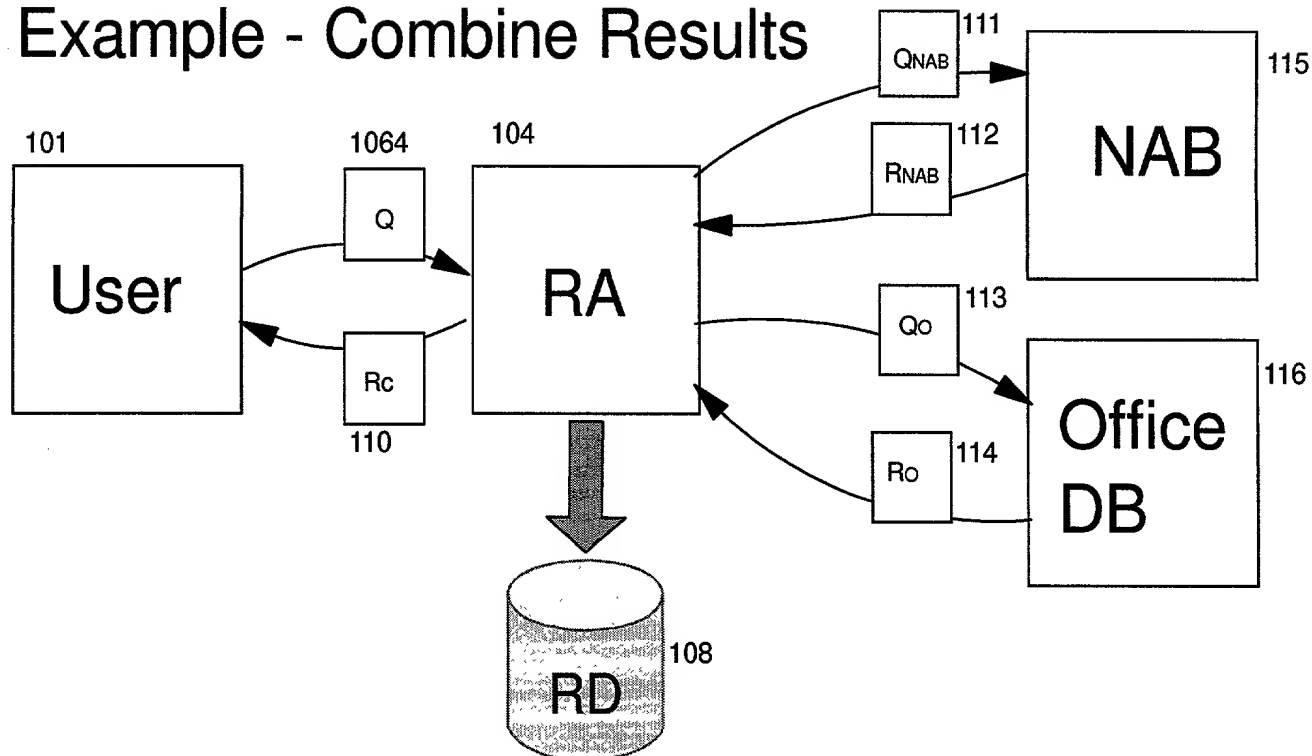 Example - Combine Results
111
QNAB
115
NAB
112
RNAB
101
1064
104
User
Q
RA
Rc
110
113
Qo
116
Office
DB
114
Ro
108
RD